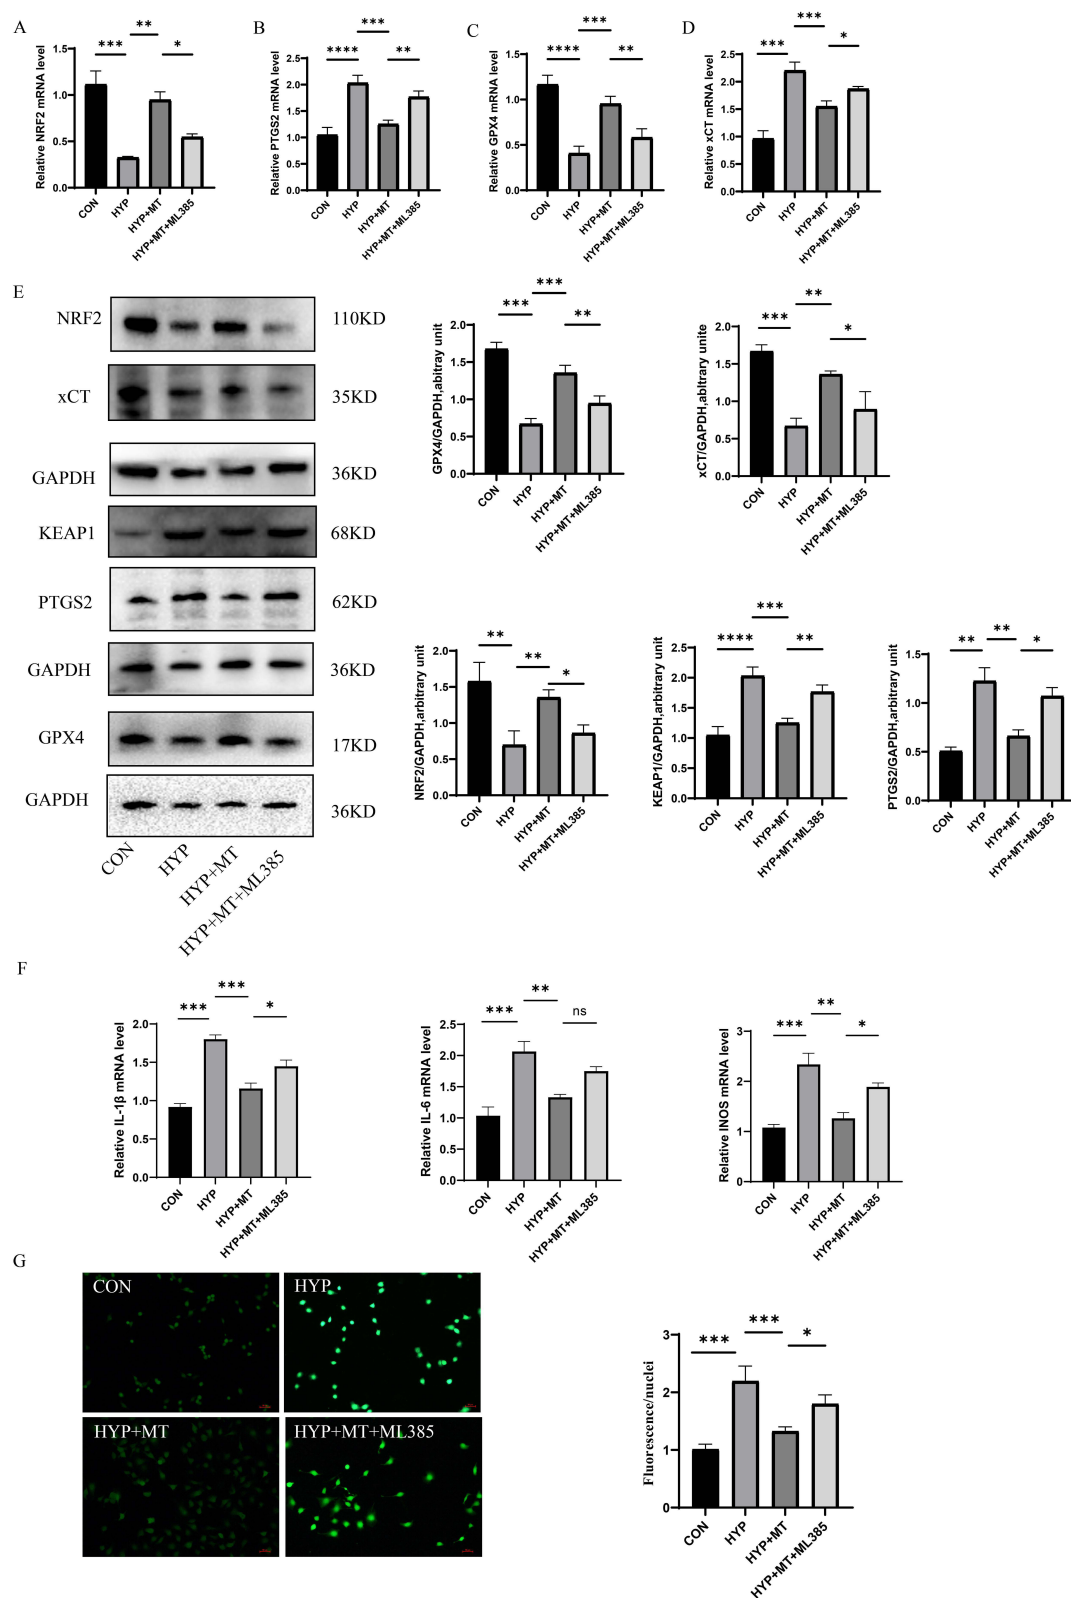 A
Relative NRF2 mRNA level
1.5
1.0
0.5
0.0
***
**
*
CON
HYP
HYP+MT
HYP+MT+ML385
B
Relative PTGS2 mRNA level
2.5
2.0
1.5
1.0
0.5
0.0
****
***
**
CON
HYP
HYP+MT
HYP+MT+ML385
C
Relative GPX4 mRNA level
1.5
1.0
0.5
0.0
****
***
**
CON
HYP
HYP+MT
HYP+MT+ML385
D
Relative xCT mRNA level
2.5
2.0
1.5
1.0
0.5
0.0
***
***
*
CON
HYP
HYP+MT
HYP+MT+ML385
E
NRF2 110KD
xCT 35KD
GAPDH 36KD
KEAP1 68KD
PTGS2 62KD
GAPDH 36KD
GPX4 17KD
GAPDH 36KD
CON
HYP
HYP+MT
HYP+MT+ML385
GPX4/GAPDH,abitray unit
2.0
1.5
1.0
0.5
0.0
***
***
**
CON
HYP
HYP+MT
HYP+MT+ML385
xCT/GAPDH,abltrary unite
2.0
1.5
1.0
0.5
0.0
***
**
*
CON
HYP
HYP+MT
HYP+MT+ML385
NRF2/GAPDH,arbitrary unit
2.0
1.5
1.0
0.5
0.0
**
**
*
CON
HYP
HYP+MT
HYP+MT+ML385
KEAP1/GAPDH,arbitrary unit
2.5
2.0
1.5
1.0
0.5
0.0
****
***
**
CON
HYP
HYP+MT
HYP+MT+ML385
PTGS2/GAPDH,arbitrary unit
1.5
1.0
0.5
0.0
**
**
*
CON
HYP
HYP+MT
HYP+MT+ML385
F
Relative IL-1β mRNA level
2.0
1.5
1.0
0.5
0.0
***
***
*
CON
HYP
HYP+MT
HYP+MT+ML385
Relative IL-6 mRNA level
2.5
2.0
1.5
1.0
0.5
0.0
***
**
ns
CON
HYP
HYP+MT
HYP+MT+ML385
Relative INOS mRNA level
3
2
1
0
***
**
*
CON
HYP
HYP+MT
HYP+MT+ML385
G
CON
HYP
HYP+MT
HYP+MT+ML385
Fluorescence/nuclei
3
2
1
0
***
***
*
CON
HYP
HYP+MT
HYP+MT+ML385